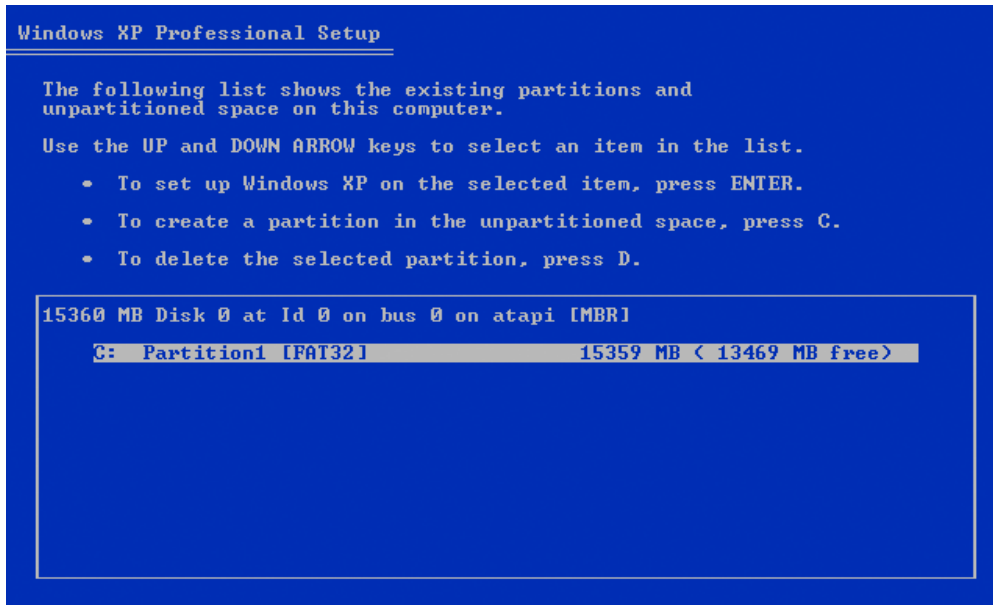 Windows XP Professional Setup
The following list shows the existing partitions and
unpartitioned space on this computer.
Use the UP and DOWN ARROW keys to select an item in the list.
• To set up Windows XP on the selected item, press ENTER.
• To create a partition in the unpartitioned space, press C.
• To delete the selected partition, press D.
15360 MB Disk 0 at Id 0 on bus 0 on atapi [MBR]
C: Partition1 [FAT32] 15359 MB ( 13469 MB free)